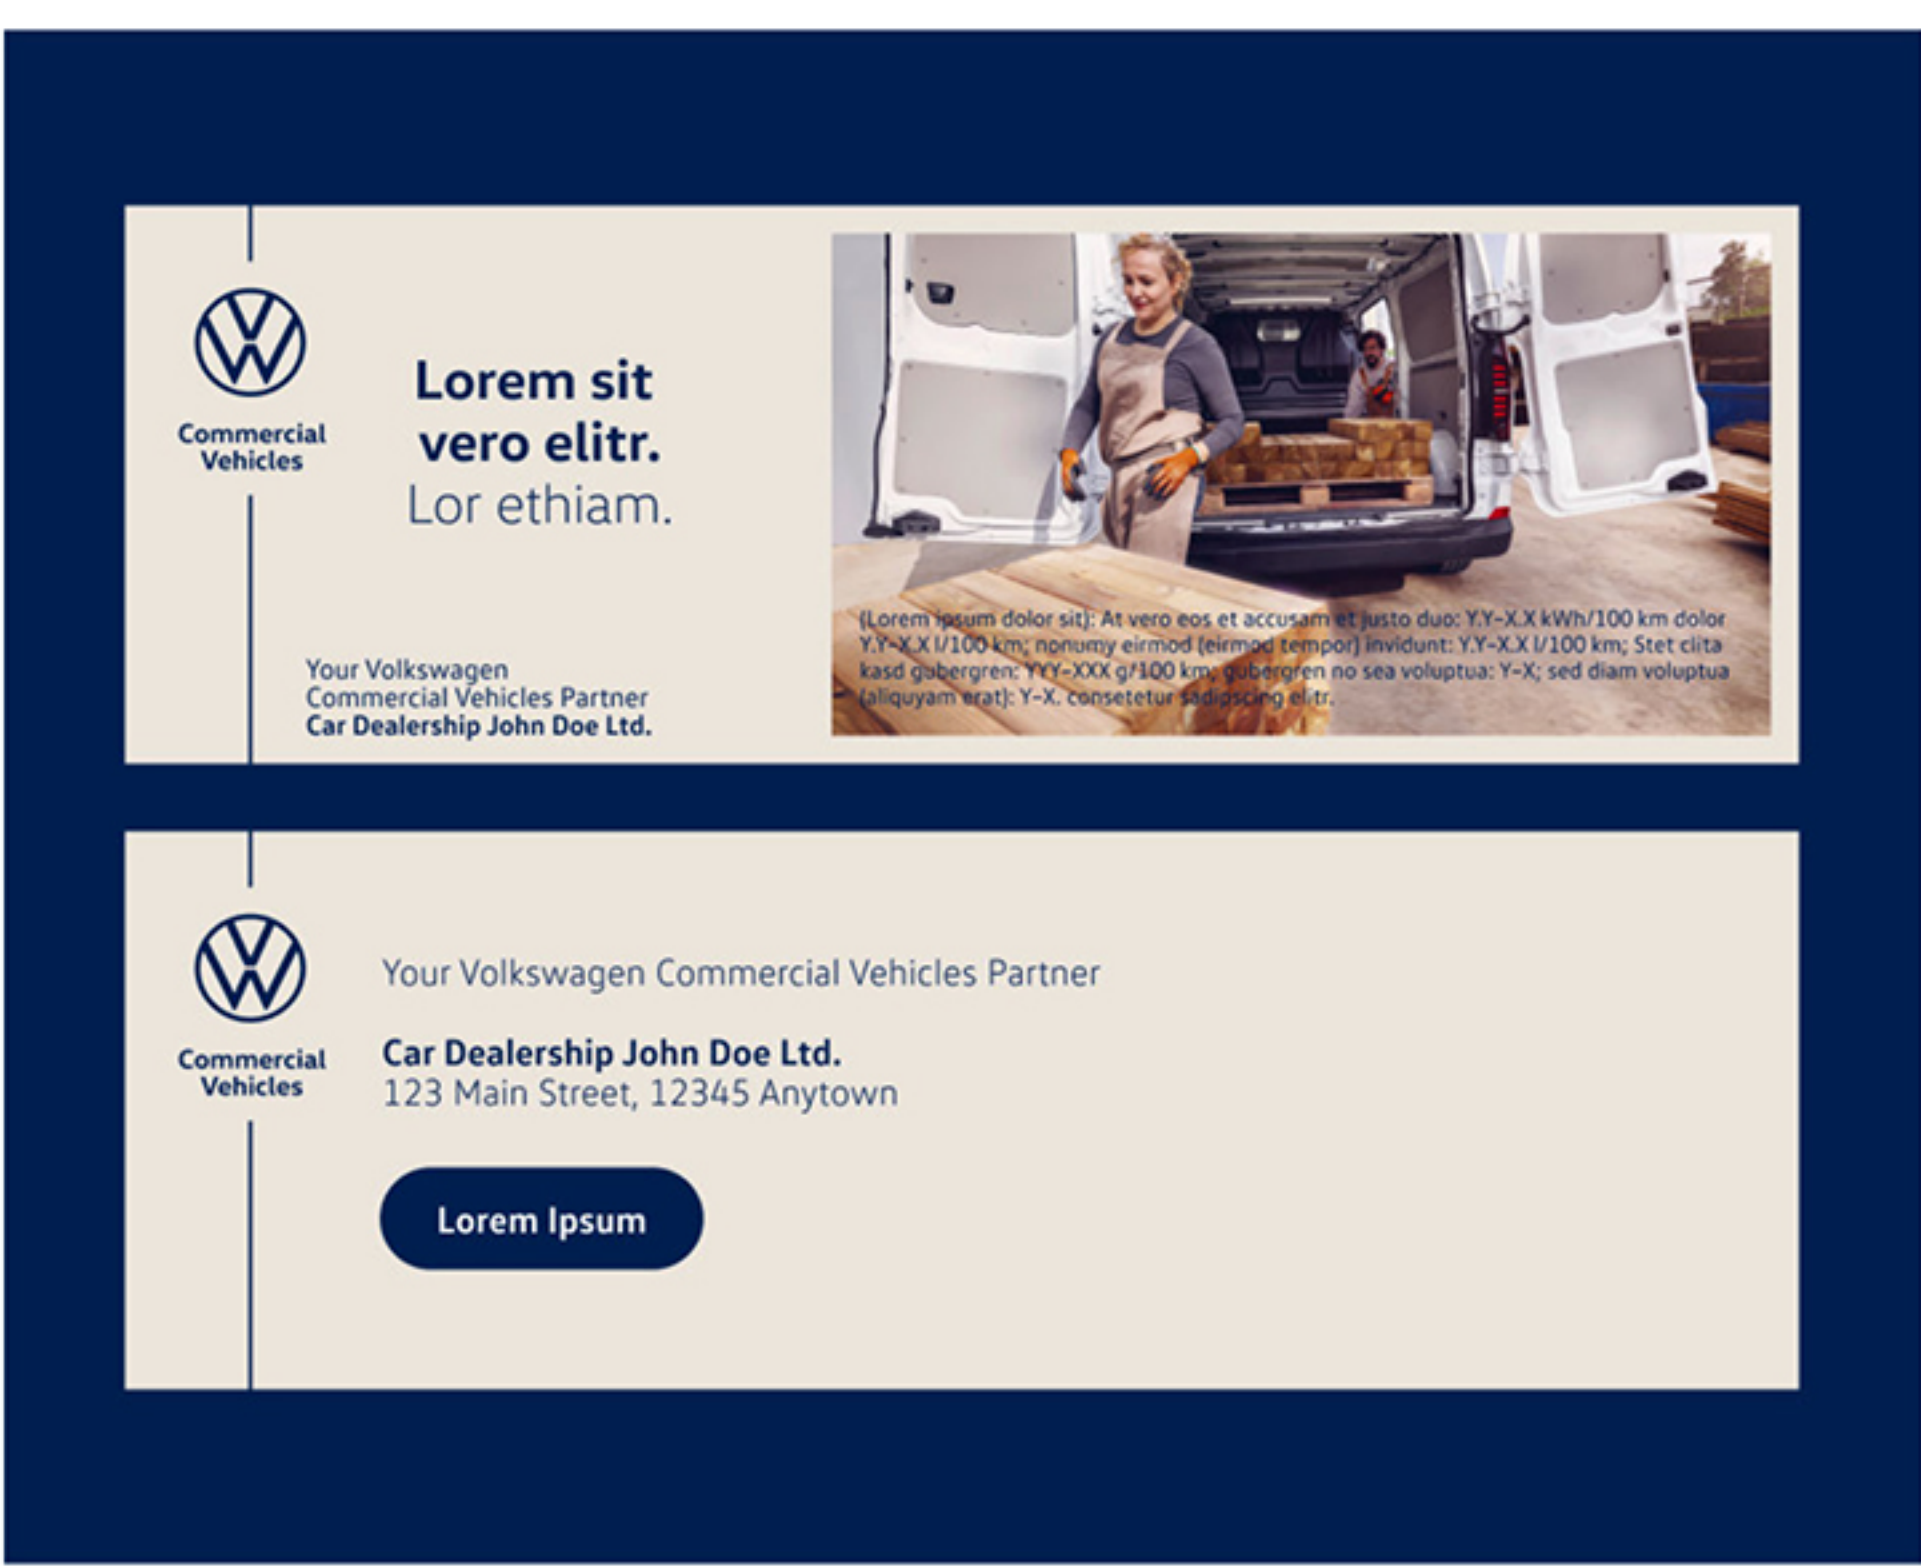 Commercial
Vehicles
Lorem sit
vero elitr.
Lor ethiam.
Your Volkswagen
Commercial Vehicles Partner
Car Dealership John Doe Ltd.
(Lorem ipsum dolor sit): At vero eos et accusam et justo duo: Y.Y–X.X kWh/100 km dolor
Y.Y–X.X l/100 km; nonumy eirmod (eirmod tempor) invidunt: Y.Y–X.X l/100 km; Stet clita
kasd gubergren: YYY–XXX g/100 km; gubergren no sea voluptua: Y–X; sed diam voluptua
(aliquyam erat): Y–X. consetetur sadipscing elitr.
Commercial
Vehicles
Your Volkswagen Commercial Vehicles Partner
Car Dealership John Doe Ltd.
123 Main Street, 12345 Anytown
Lorem Ipsum